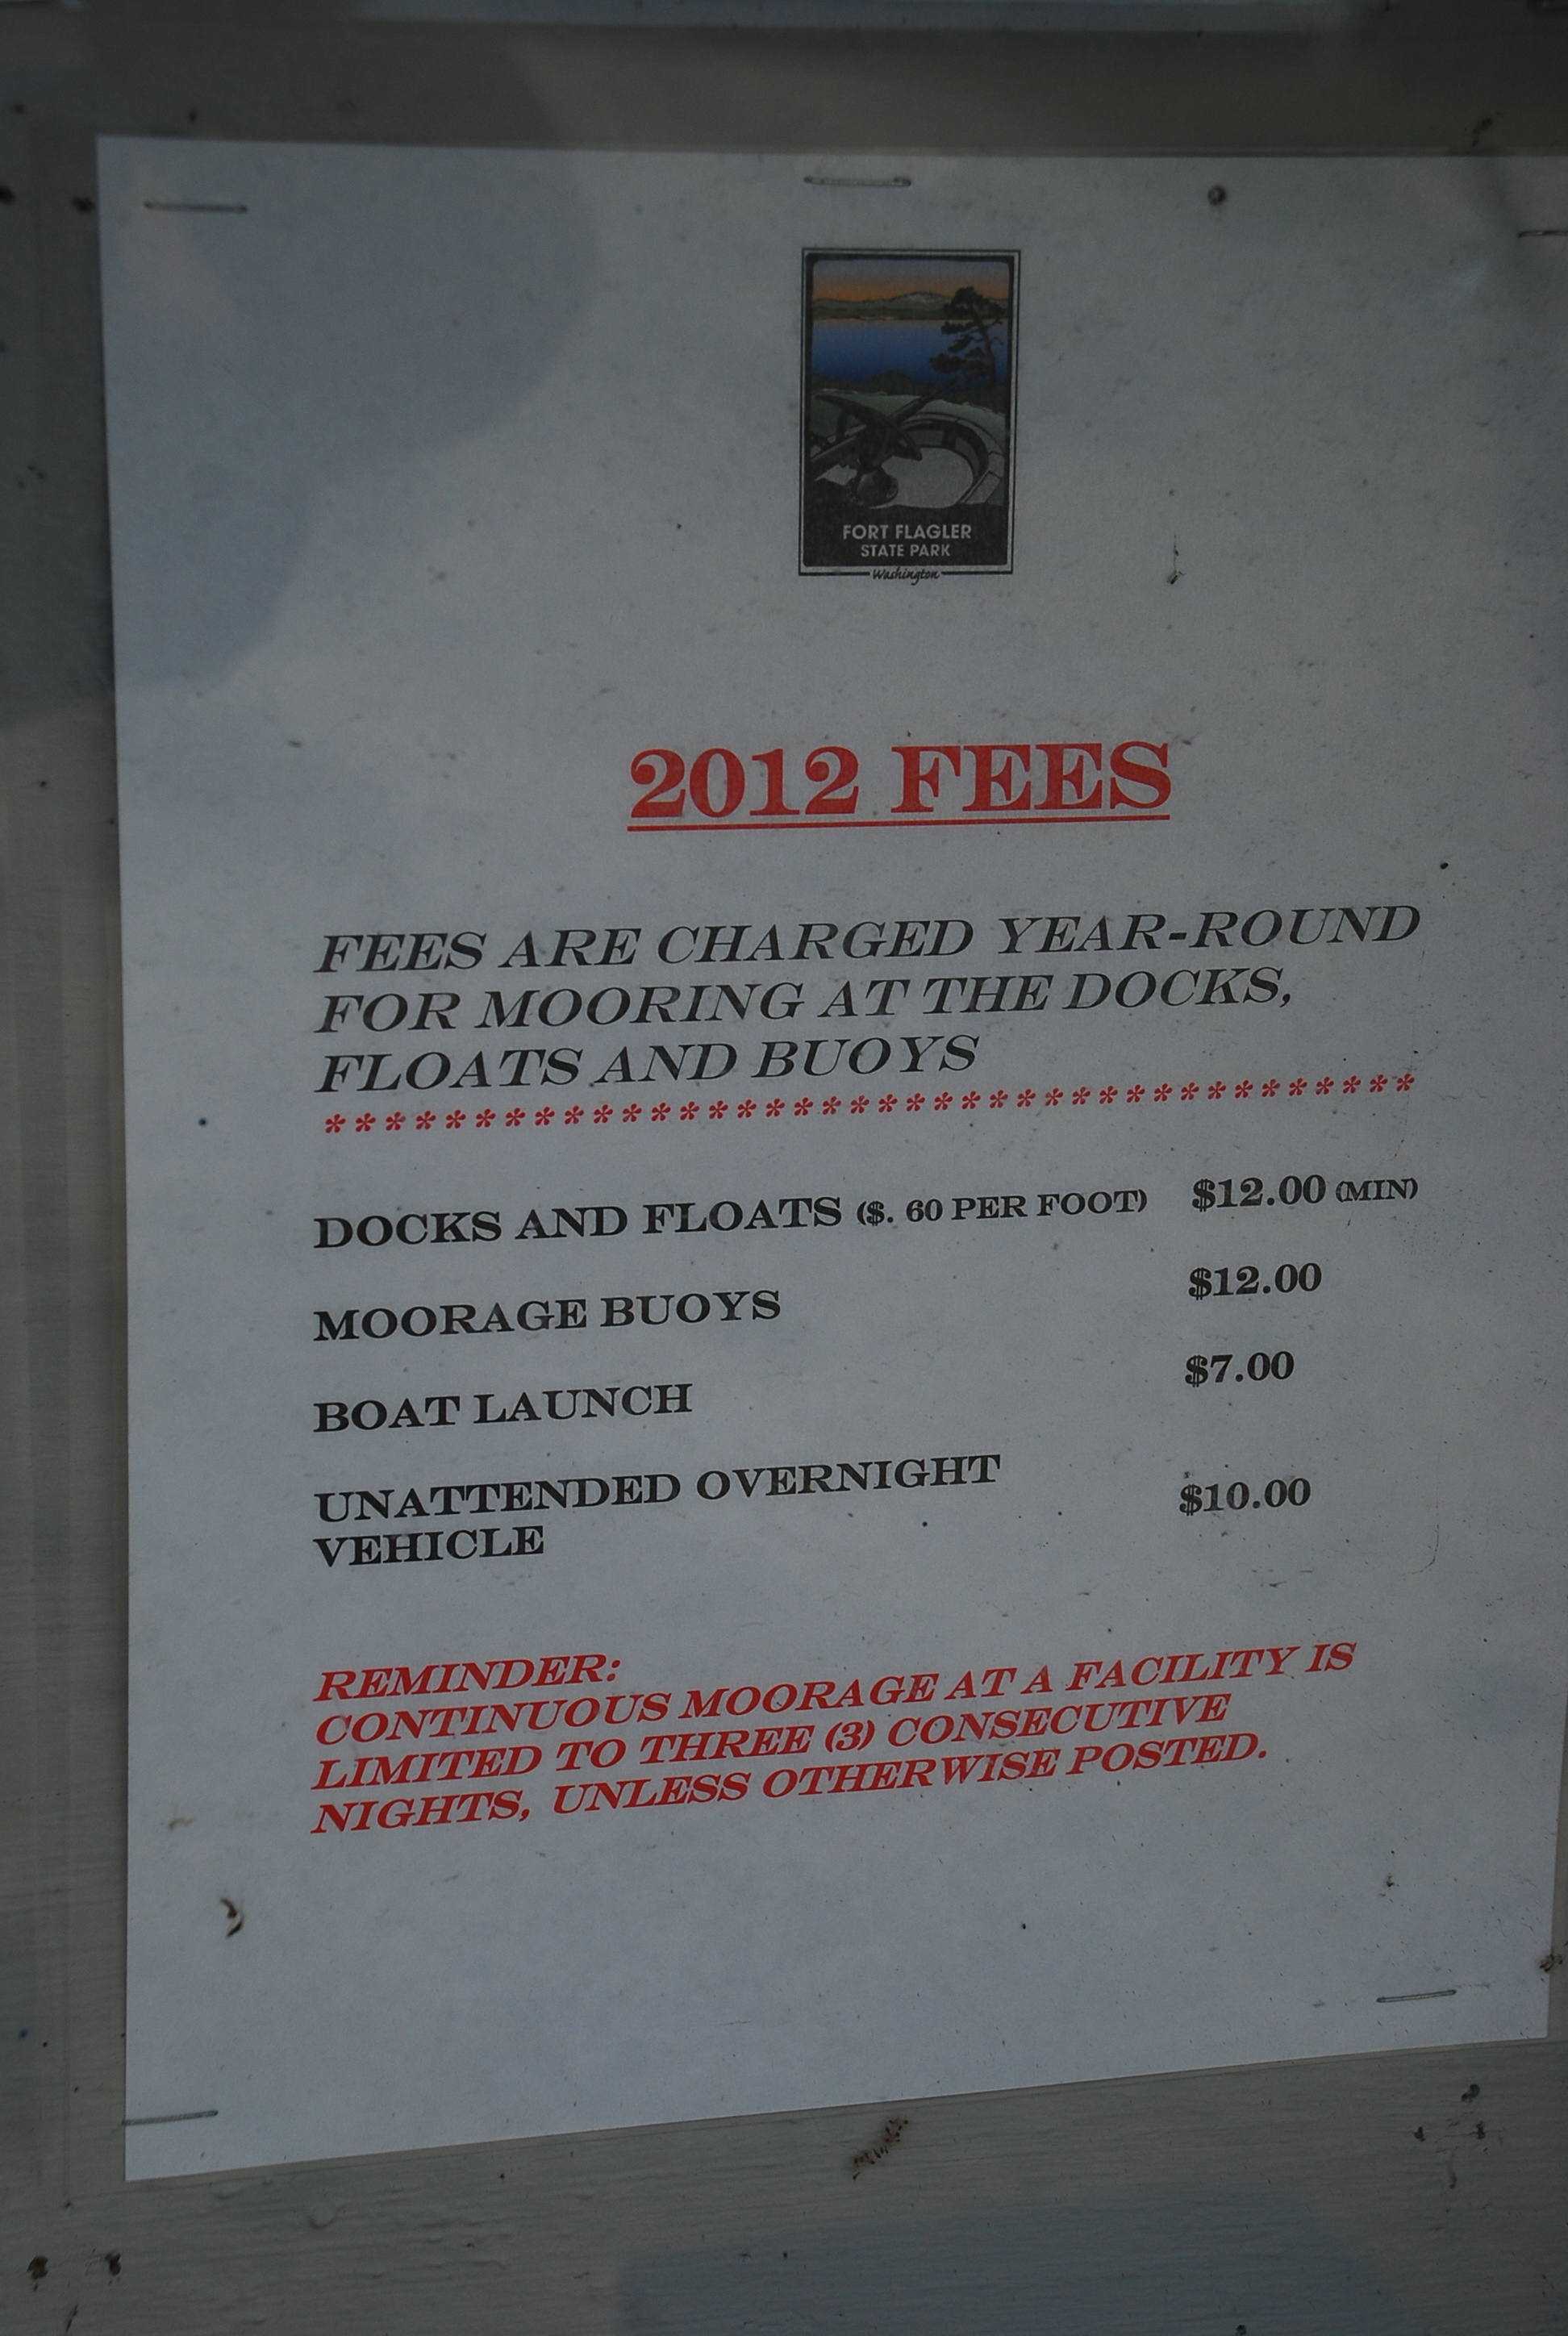 FORT FLAGLER
STATE PARK
Washington
2012 FEES
FEES ARE CHARGED YEAR-ROUND
FOR MOORING AT THE DOCKS,
FLOATS AND BUOYS
**************************************
DOCKS AND FLOATS ($. 60 PER FOOT) $12.00 (MIN)
MOORAGE BUOYS $12.00
BOAT LAUNCH $7.00
UNATTENDED OVERNIGHT
VEHICLE $10.00
REMINDER:
CONTINUOUS MOORAGE AT A FACILITY IS
LIMITED TO THREE (3) CONSECUTIVE
NIGHTS, UNLESS OTHERWISE POSTED.